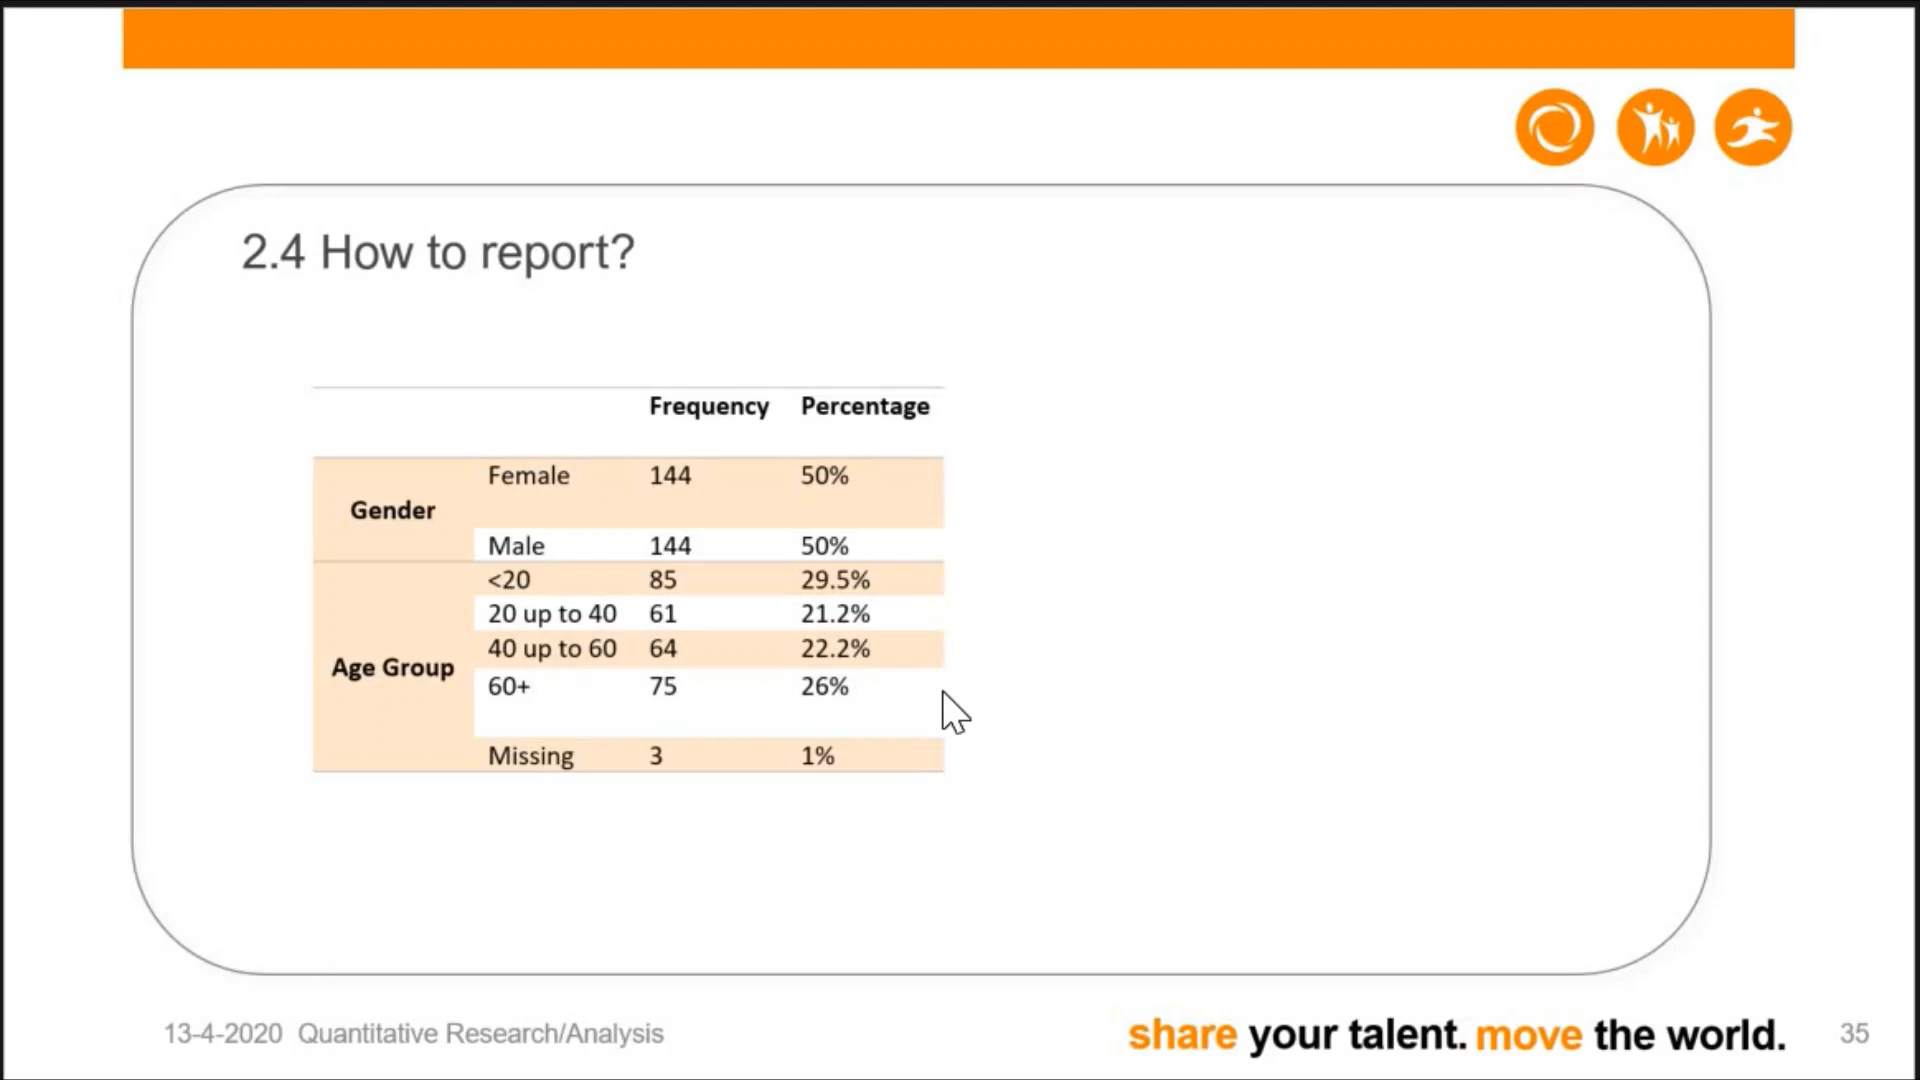 2.4 How to report?
Frequency Percentage
Gender
Female 144 50%
Male 144 50%
Age Group
<20 85 29.5%
20 up to 40 61 21.2%
40 up to 60 64 22.2%
60+ 75 26%
Missing 3 1%
13-4-2020 Quantitative Research/Analysis
share your talent. move the world.
35